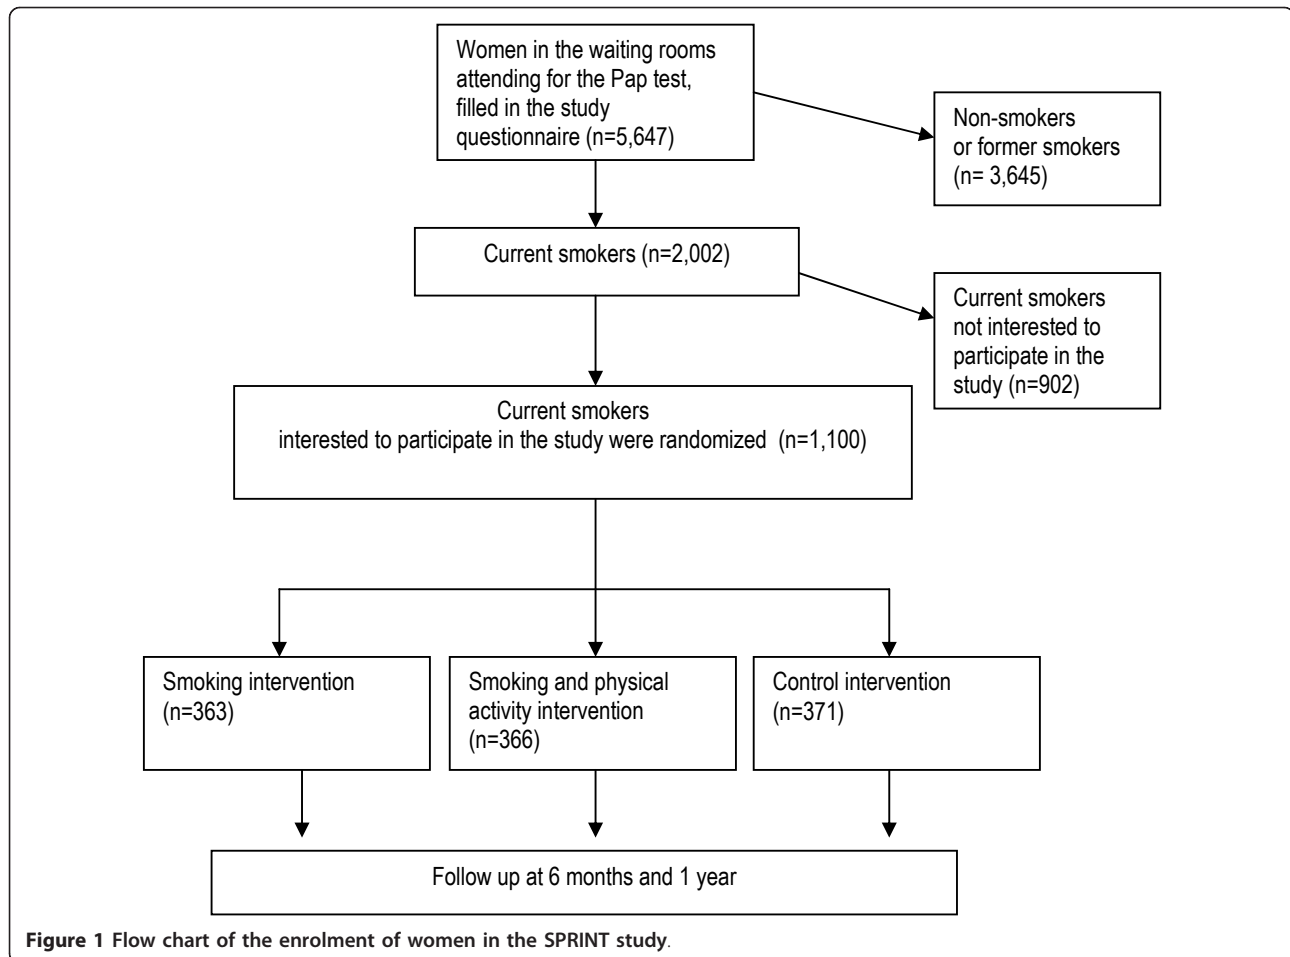 Women in the waiting rooms
attending for the Pap test,
filled in the study
questionnaire (n=5,647)
Non-smokers
or former smokers
(n= 3,645)
Current smokers (n=2,002)
Current smokers
not interested to
participate in the
study (n=902)
Current smokers
interested to participate in the study were randomized (n=1,100)
Smoking intervention
(n=363)
Smoking and physical
activity intervention
(n=366)
Control intervention
(n=371)
Follow up at 6 months and 1 year
Figure 1 Flow chart of the enrolment of women in the SPRINT study.